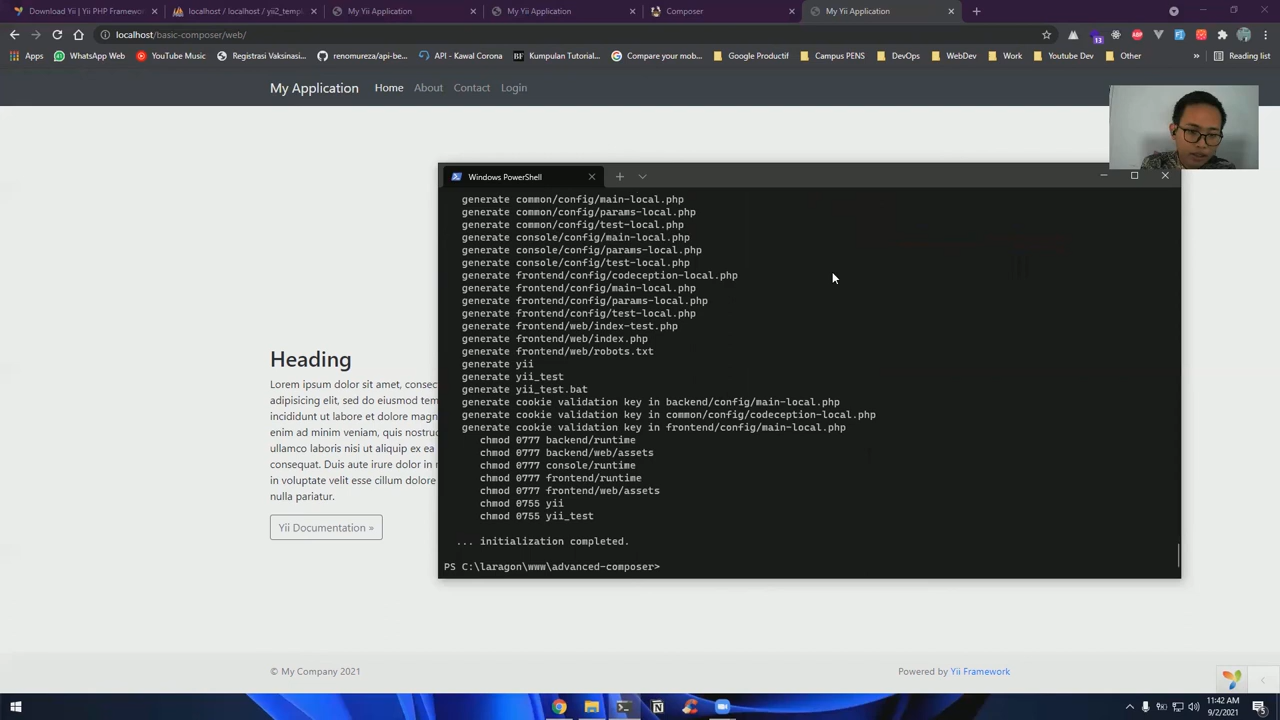 Download Yii | PHP Framework
localhost / localhost / yii2_templ
My Yii Application
My Yii Application
Composer
My Yii Application
localhost/basic-composer/web/
13
Apps
WhatsApp Web
YouTube Music
Registrasi Vaksinasi...
renomureza/kawal-c...
API - Kawal Corona
BF
Kumpulan Tutorial...
Compare your mob...
Google Productif
Campus PENS
DevOps
WebDev
Work
Youtube Dev
Other
»
Reading list
My Application
Home
About
Contact
Login
Windows PowerShell
generate common/config/main-local.php
generate common/config/params-local.php
generate common/config/test-local.php
generate console/config/main-local.php
generate console/config/params-local.php
generate console/config/test-local.php
generate frontend/config/codeception-local.php
generate frontend/config/main-local.php
generate frontend/config/params-local.php
generate frontend/config/test-local.php
generate frontend/web/index-test.php
generate frontend/web/index.php
generate frontend/web/robots.txt
generate yii
generate yii_test
generate yii_test.bat
generate cookie validation key in backend/config/main-local.php
generate cookie validation key in common/config/codeception-local.php
generate cookie validation key in frontend/config/main-local.php
chmod 0777 backend/runtime
chmod 0777 backend/web/assets
chmod 0777 console/runtime
chmod 0777 frontend/runtime
chmod 0777 frontend/web/assets
chmod 0755 yii
chmod 0755 yii_test
... initialization completed.
PS C:\laragon\www\advanced-composer>
Heading
Lorem ipsum dolor sit amet, consec
adipisicing elit, sed do eiusmod tem
incididunt ut labore et dolore magn
enim ad minim veniam, quis nostrud
ullamco laboris nisi ut aliquip ex ea
consequat. Duis aute irure dolor in
in voluptate velit esse cillum dolore
nulla pariatur.
Yii Documentation »
© My Company 2021
Powered by Yii Framework
11:42 AM
9/2/2021